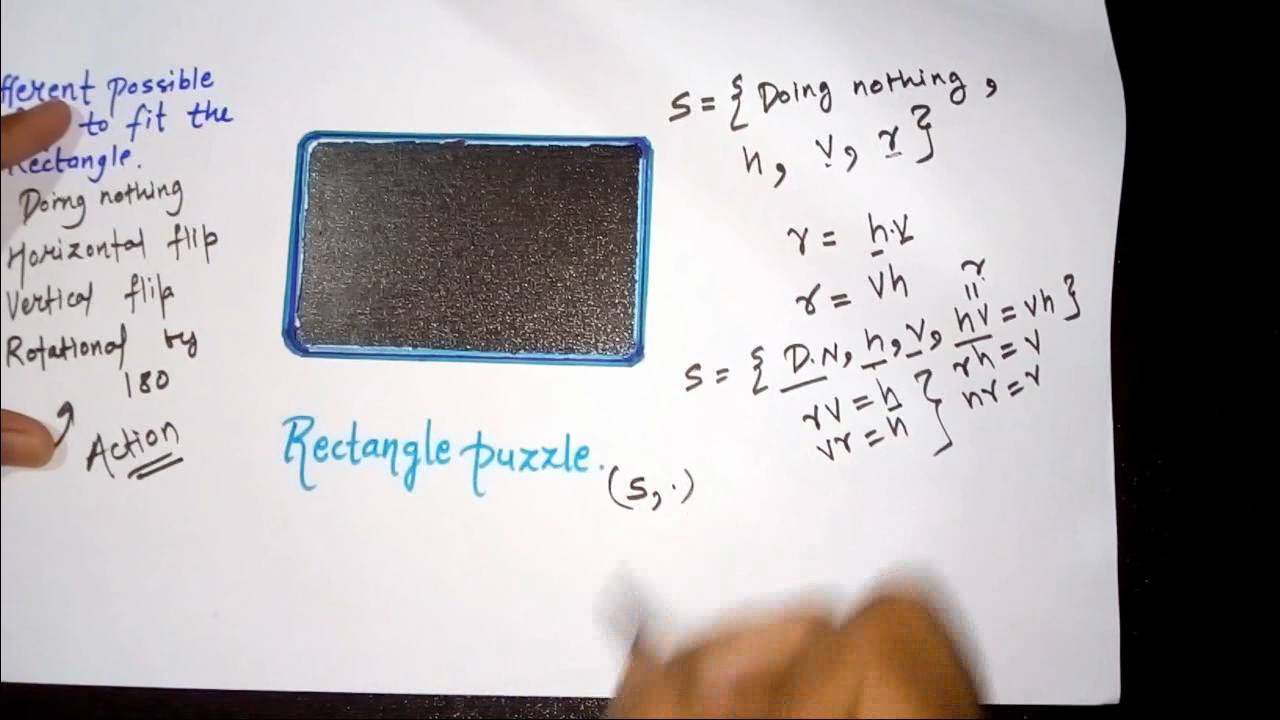 fferent possible
to fit the
Rectangle.
Doing nothing
Horizontal flip
Vertical flip
Rotational by
180
Action
Rectangle puzzle.
(S, ·)
S = { Doing nothing ,
h, v, r }
r = h·v
r = vh
r
॥
S = { D.N, h, v, hv = vh }
rv = h } rh = v
vr = h hr = v